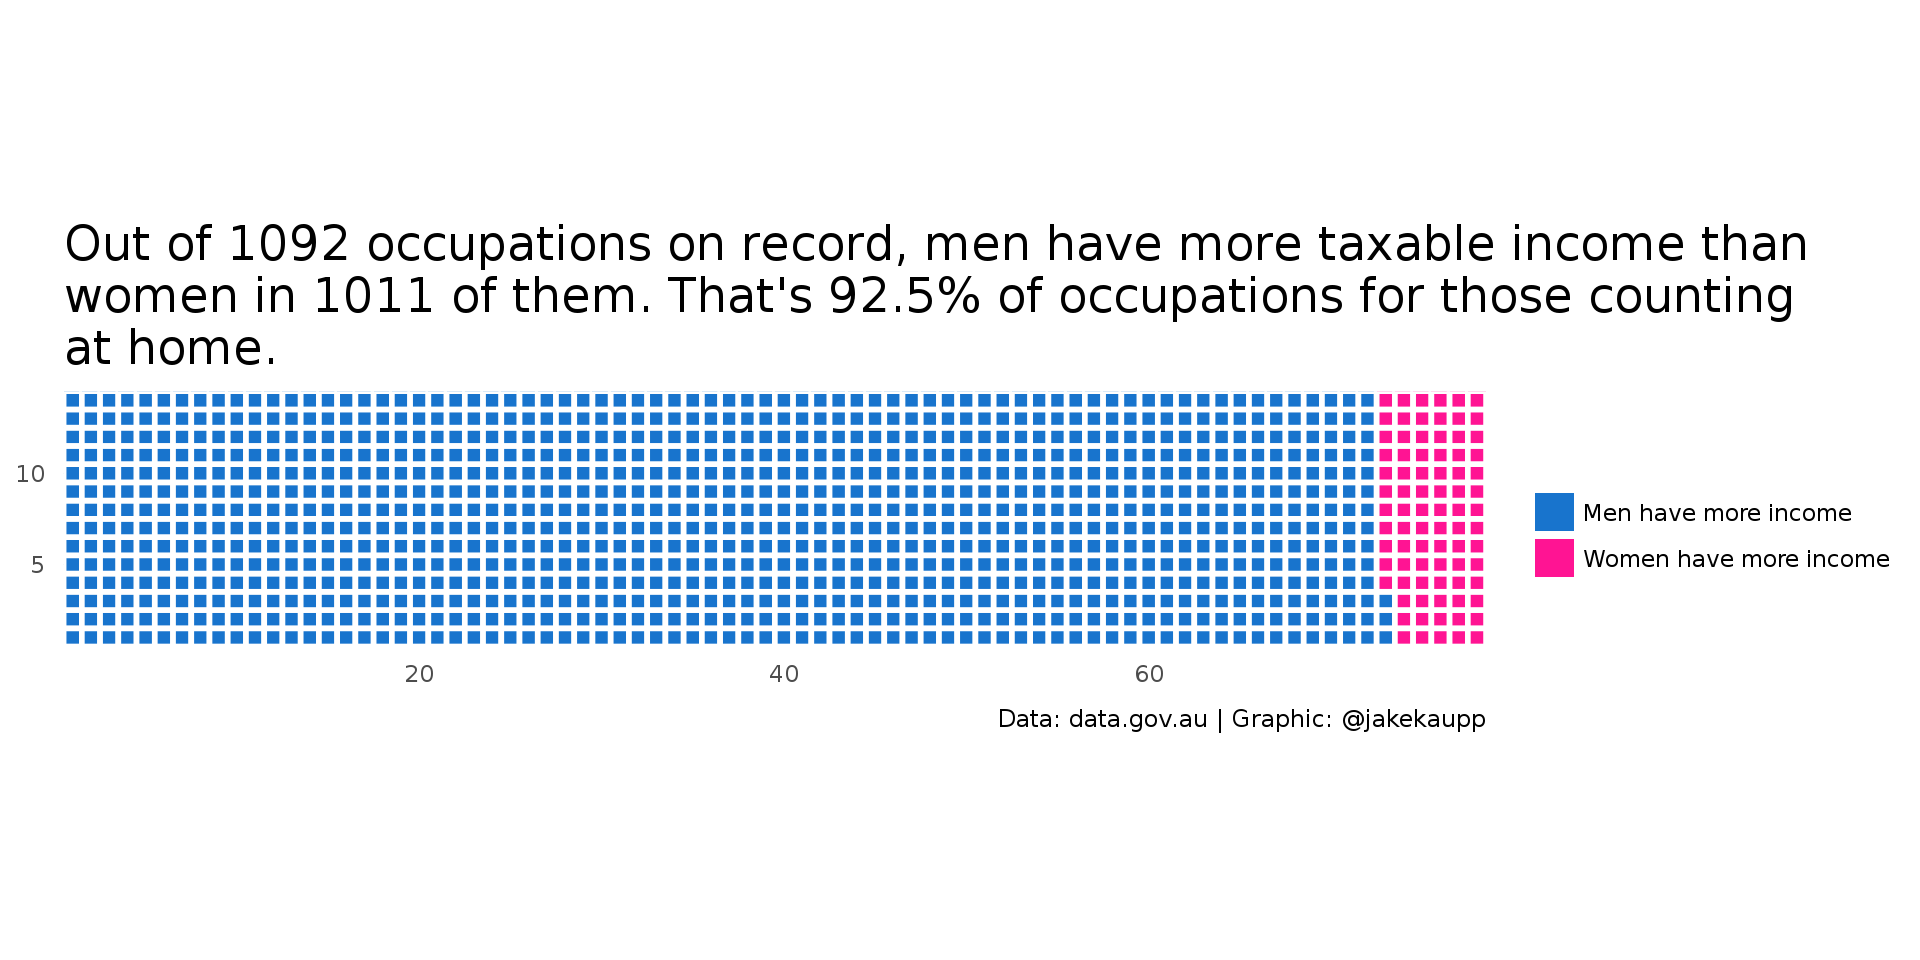 Out of 1092 occupations on record, men have more taxable income than
women in 1011 of them. That's 92.5% of occupations for those counting
at home.
10
5
Men have more income
Women have more income
20 40 60
Data: data.gov.au | Graphic: @jakekaupp